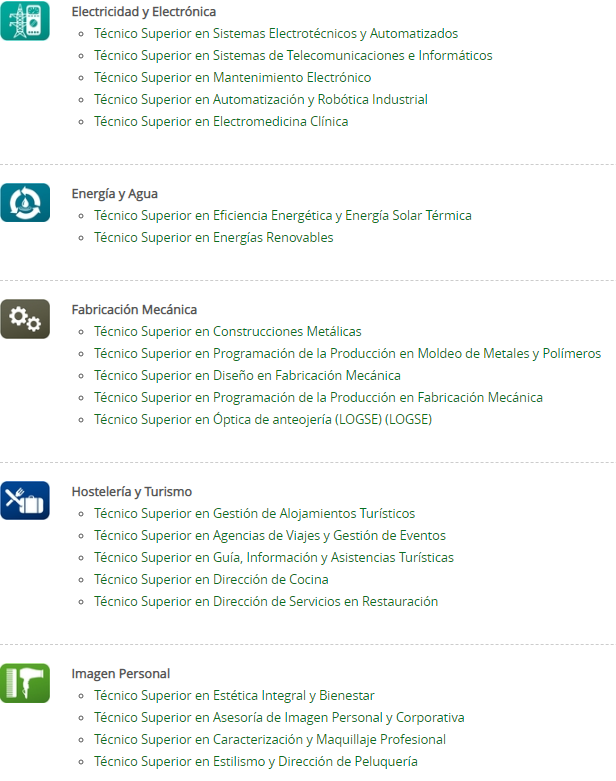 Electricidad y Electrónica
Técnico Superior en Sistemas Electrotécnicos y Automatizados
Técnico Superior en Sistemas de Telecomunicaciones e Informáticos
Técnico Superior en Mantenimiento Electrónico
Técnico Superior en Automatización y Robótica Industrial
Técnico Superior en Electromedicina Clínica
Energía y Agua
Técnico Superior en Eficiencia Energética y Energía Solar Térmica
Técnico Superior en Energías Renovables
Fabricación Mecánica
Técnico Superior en Construcciones Metálicas
Técnico Superior en Programación de la Producción en Moldeo de Metales y Polímeros
Técnico Superior en Diseño en Fabricación Mecánica
Técnico Superior en Programación de la Producción en Fabricación Mecánica
Técnico Superior en Óptica de anteojería (LOGSE) (LOGSE)
Hostelería y Turismo
Técnico Superior en Gestión de Alojamientos Turísticos
Técnico Superior en Agencias de Viajes y Gestión de Eventos
Técnico Superior en Guía, Información y Asistencias Turísticas
Técnico Superior en Dirección de Cocina
Técnico Superior en Dirección de Servicios en Restauración
Imagen Personal
Técnico Superior en Estética Integral y Bienestar
Técnico Superior en Asesoría de Imagen Personal y Corporativa
Técnico Superior en Caracterización y Maquillaje Profesional
Técnico Superior en Estilismo y Dirección de Peluquería